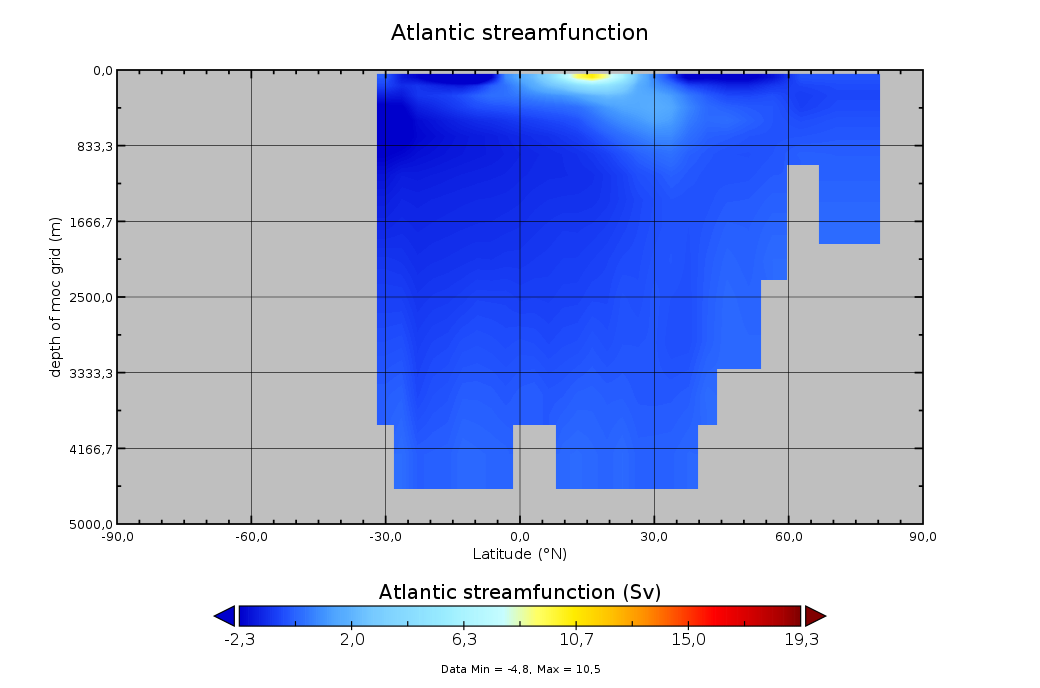 Atlantic streamfunction
0,0
833,3
1666,7
2500,0
3333,3
4166,7
5000,0
depth of moc grid (m)
-90,0 -60,0 -30,0 0,0 30,0 60,0 90,0
Latitude (°N)
Atlantic streamfunction (Sv)
-2,3 2,0 6,3 10,7 15,0 19,3
Data Min = -4,8, Max = 10,5